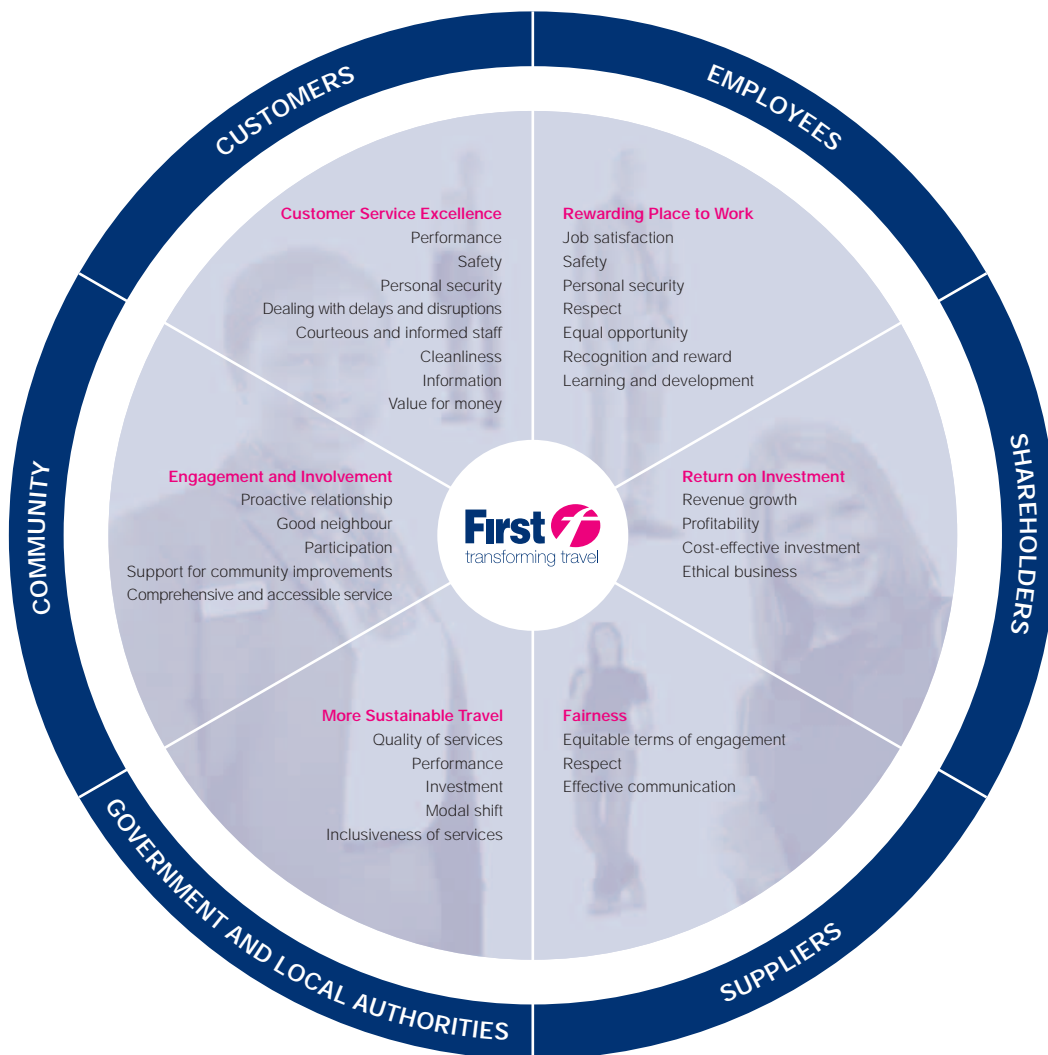 CUSTOMERS
Customer Service Excellence
Performance
Safety
Personal security
Dealing with delays and disruptions
Courteous and informed staff
Cleanliness
Information
Value for money
EMPLOYEES
Rewarding Place to Work
Job satisfaction
Safety
Personal security
Respect
Equal opportunity
Recognition and reward
Learning and development
COMMUNITY
Engagement and Involvement
Proactive relationship
Good neighbour
Participation
Support for community improvements
Comprehensive and accessible service
First f
transforming travel
SHAREHOLDERS
Return on Investment
Revenue growth
Profitability
Cost-effective investment
Ethical business
GOVERNMENT AND LOCAL AUTHORITIES
More Sustainable Travel
Quality of services
Performance
Investment
Modal shift
Inclusiveness of services
SUPPLIERS
Fairness
Equitable terms of engagement
Respect
Effective communication